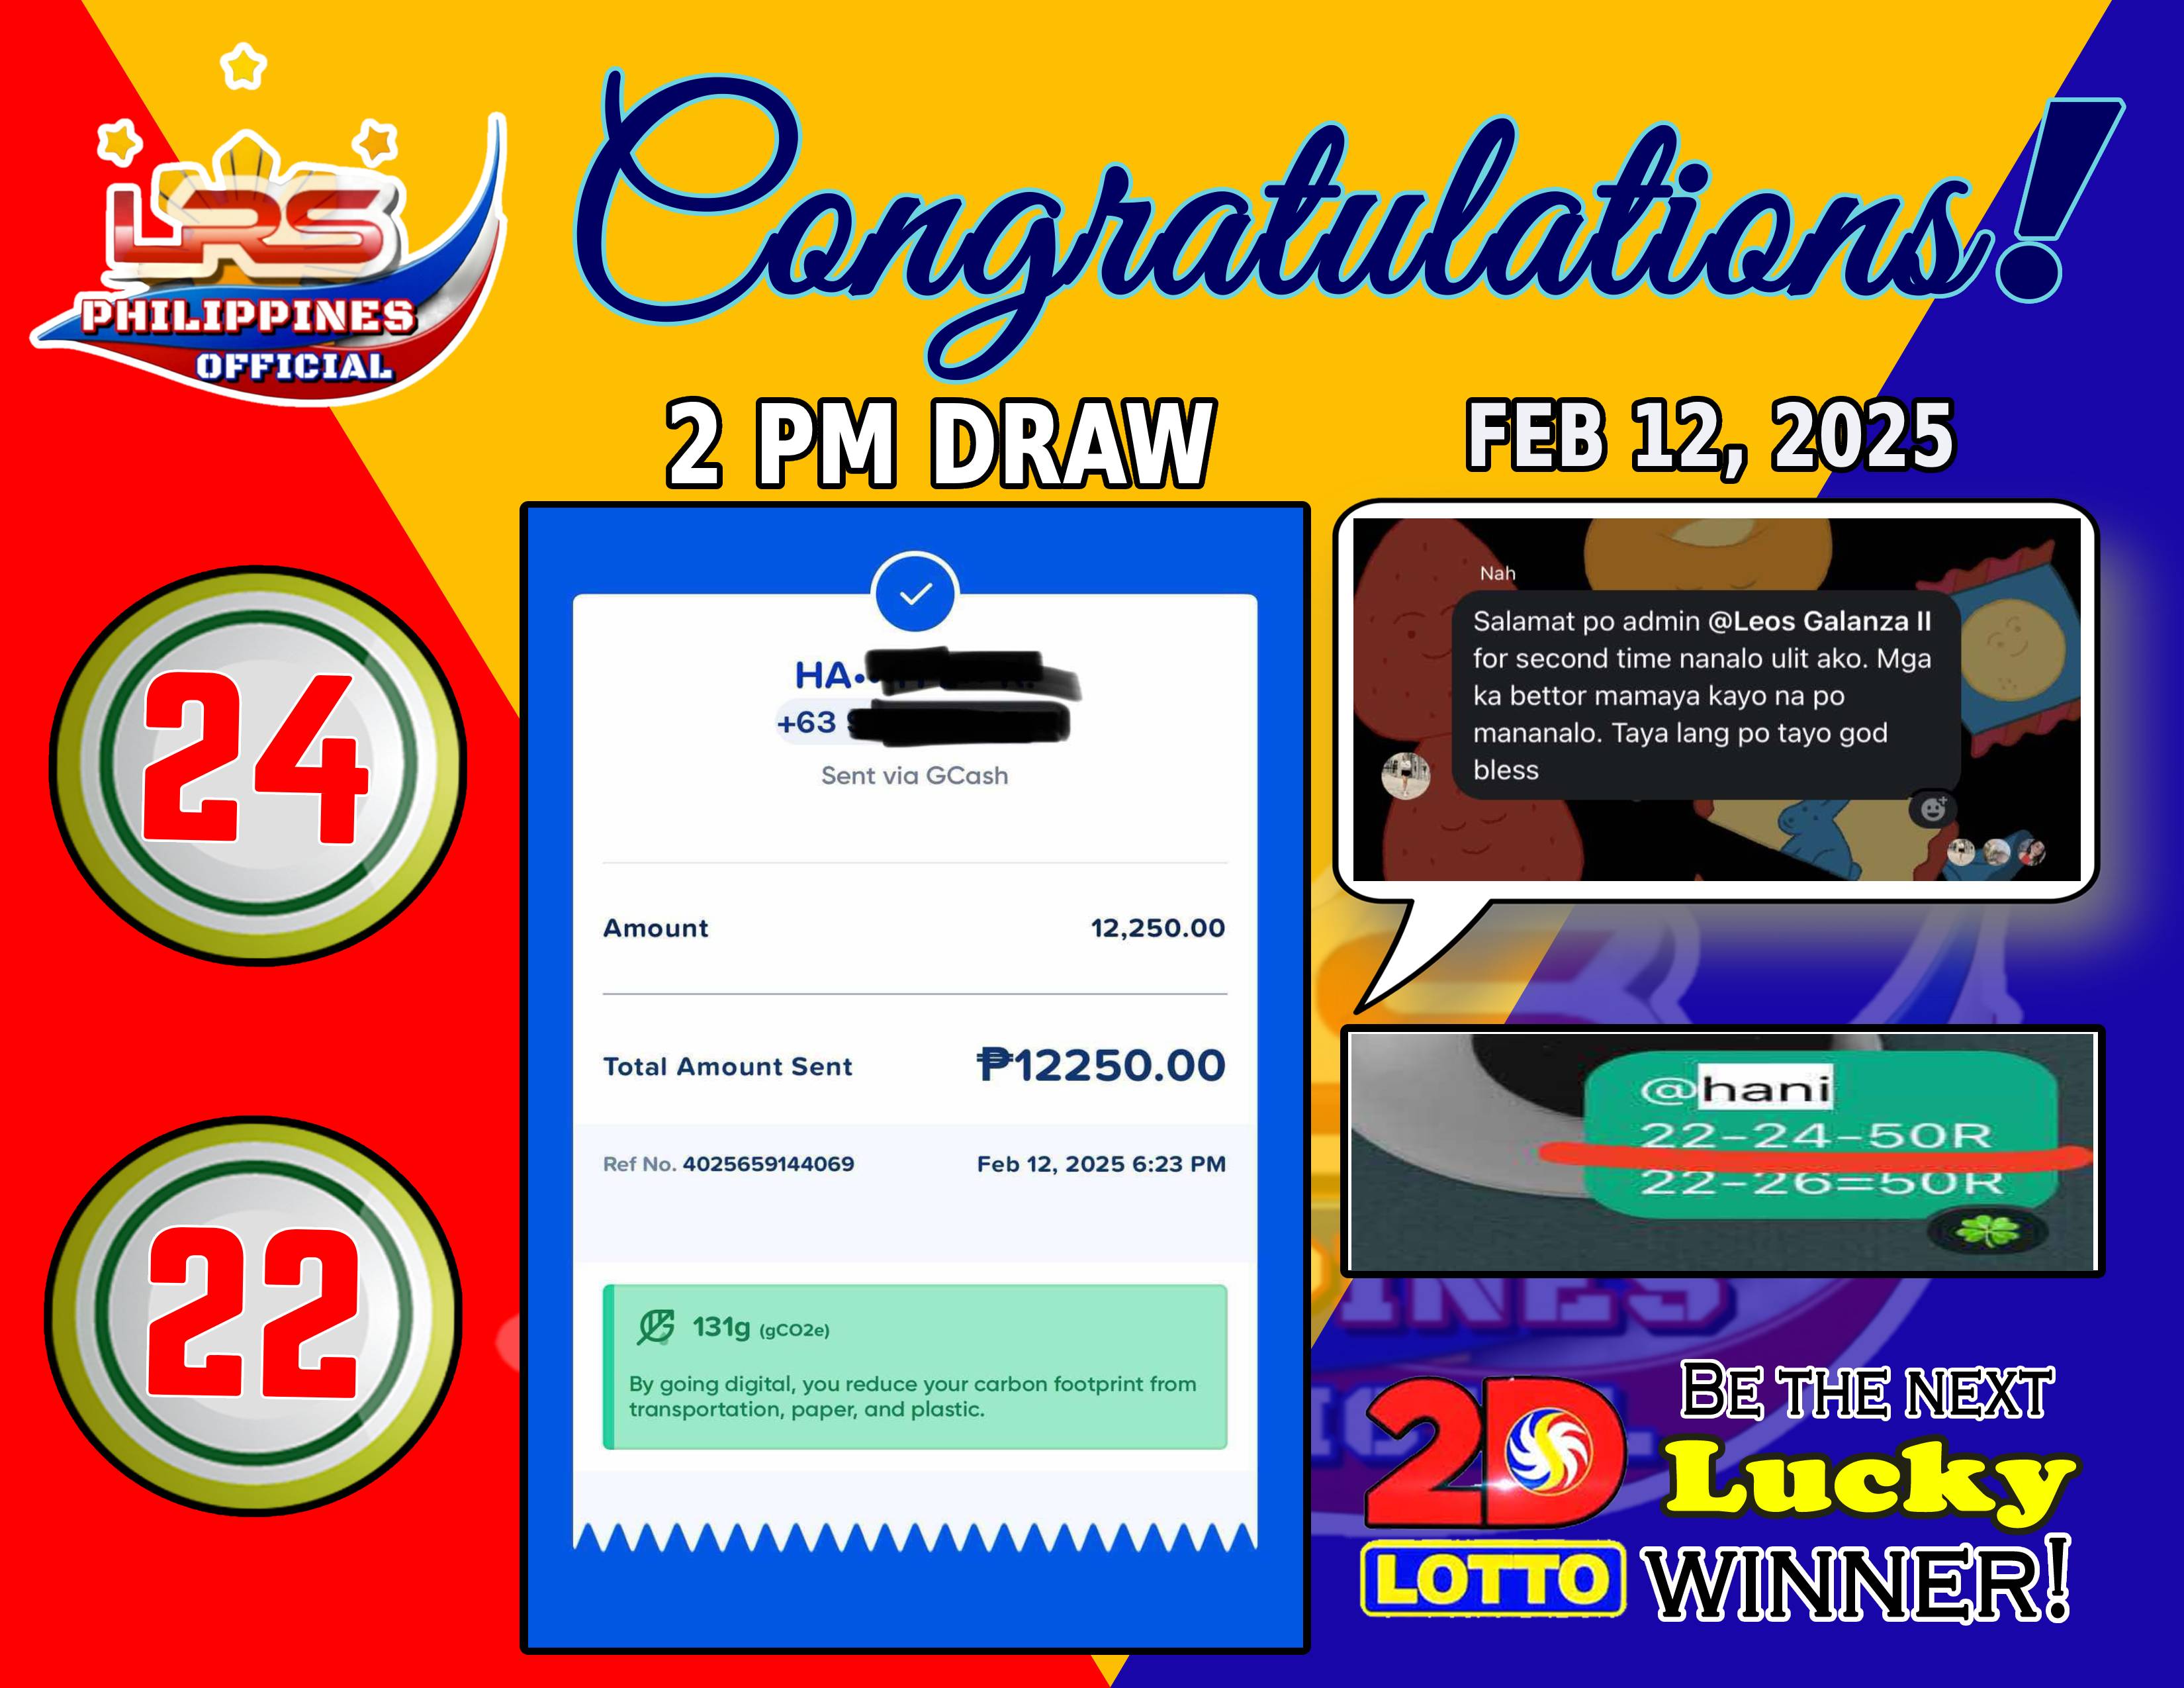 LRS
PHILIPPINES
OFFICIAL
Congratulations!
2 PM DRAW
FEB 12, 2025
24
22
HA
+63
Sent via GCash
Amount 12,250.00
Total Amount Sent ₱12250.00
Ref No. 4025659144069 Feb 12, 2025 6:23 PM
131g (gCO2e)
By going digital, you reduce your carbon footprint from
transportation, paper, and plastic.
Nah
Salamat po admin @Leos Galanza II
for second time nanalo ulit ako. Mga
ka bettor mamaya kayo na po
mananalo. Taya lang po tayo god
bless
@hani
22-24-50R
22-26=50R
2D
LOTTO
BE THE NEXT
Lucky
WINNER!